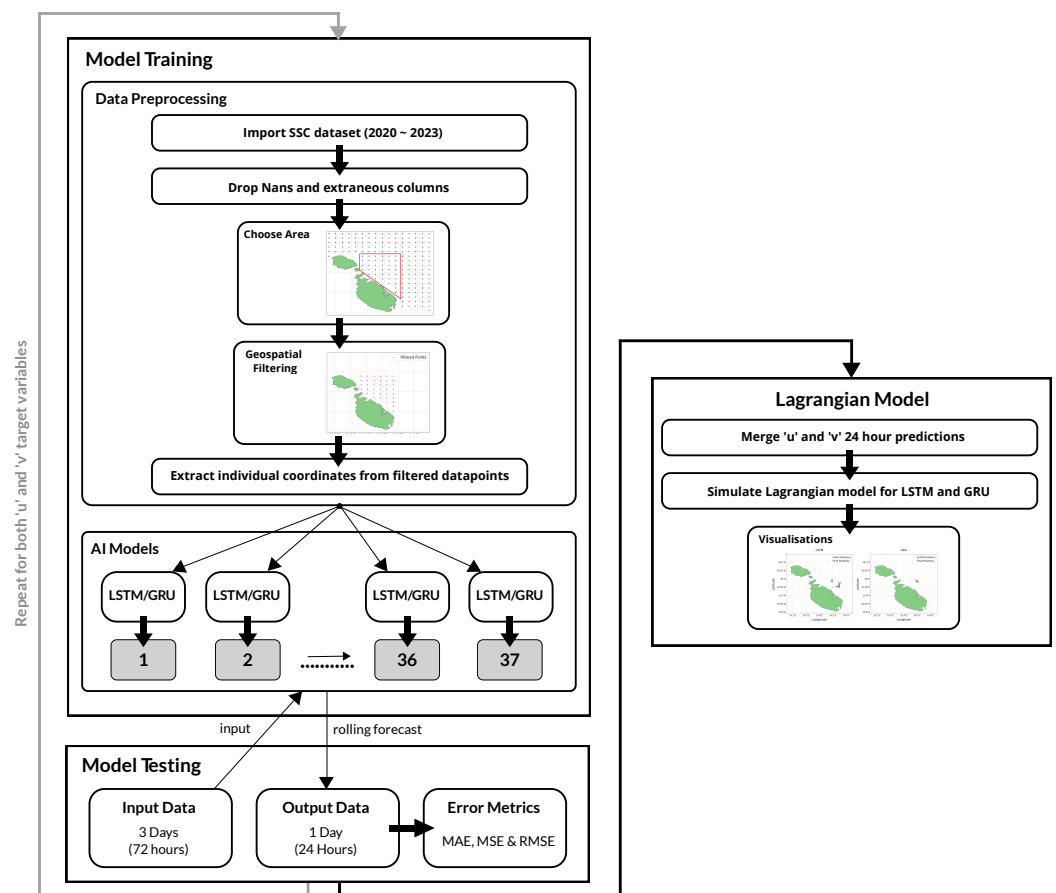 Repeat for both 'u' and 'v' target variables
Model Training
Data Preprocessing
Import SSC dataset (2020 ~ 2023)
Drop Nans and extraneous columns
Choose Area
Geospatial
Filtering
Filtered Points
Extract individual coordinates from filtered datapoints
AI Models
LSTM/GRU
LSTM/GRU
LSTM/GRU
LSTM/GRU
1
2
36
37
input
rolling forecast
Model Testing
Input Data
3 Days
(72 hours)
Output Data
1 Day
(24 Hours)
Error Metrics
MAE, MSE & RMSE
Lagrangian Model
Merge 'u' and 'v' 24 hour predictions
Simulate Lagrangian model for LSTM and GRU
Visualisations
Longitude
Longitude